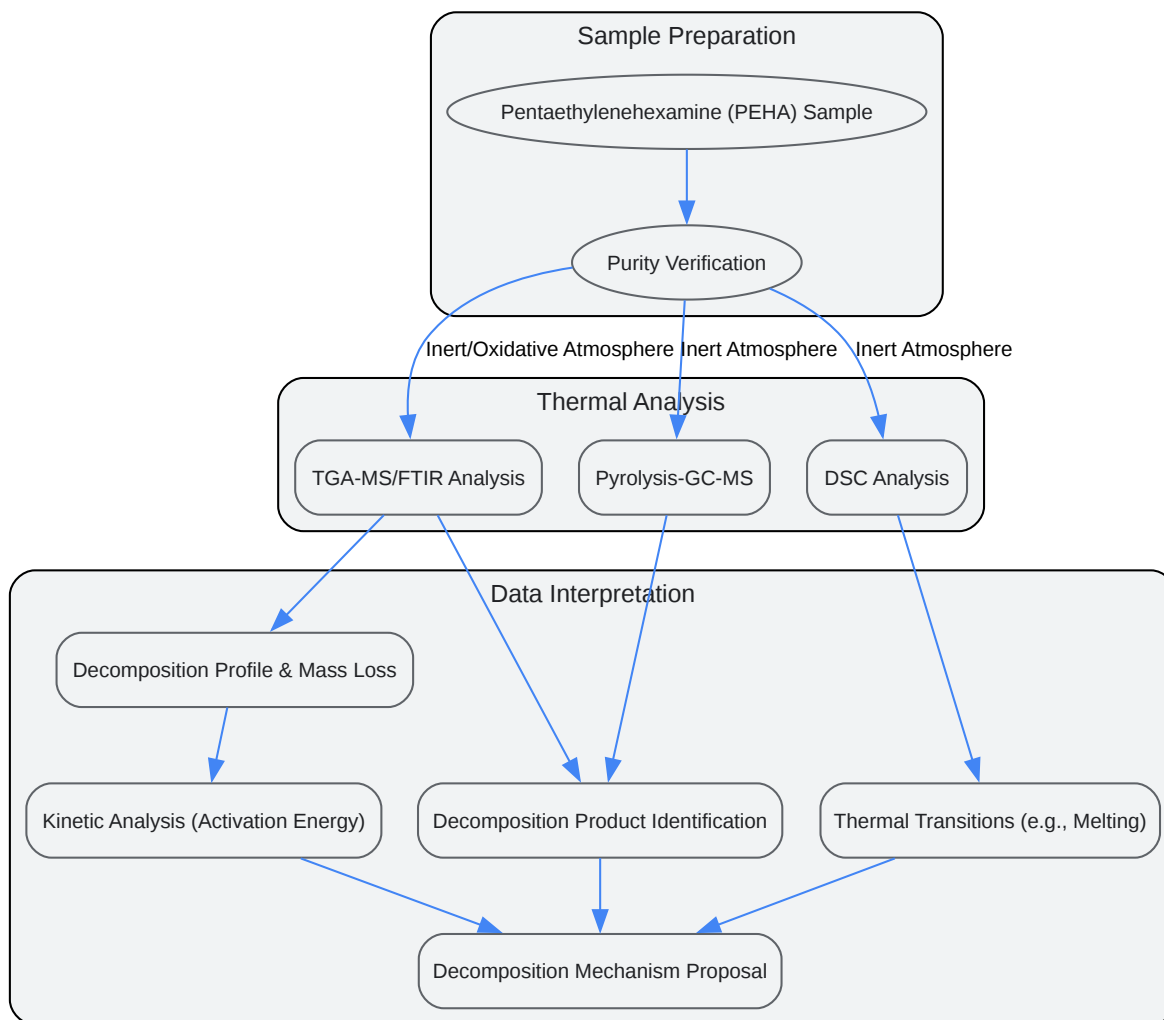 Sample Preparation
Pentaethylenehexamine (PEHA) Sample
Purity Verification
Inert/Oxidative Atmosphere
Inert Atmosphere
Inert Atmosphere
Thermal Analysis
TGA-MS/FTIR Analysis
Pyrolysis-GC-MS
DSC Analysis
Data Interpretation
Decomposition Profile & Mass Loss
Kinetic Analysis (Activation Energy)
Decomposition Product Identification
Thermal Transitions (e.g., Melting)
Decomposition Mechanism Proposal